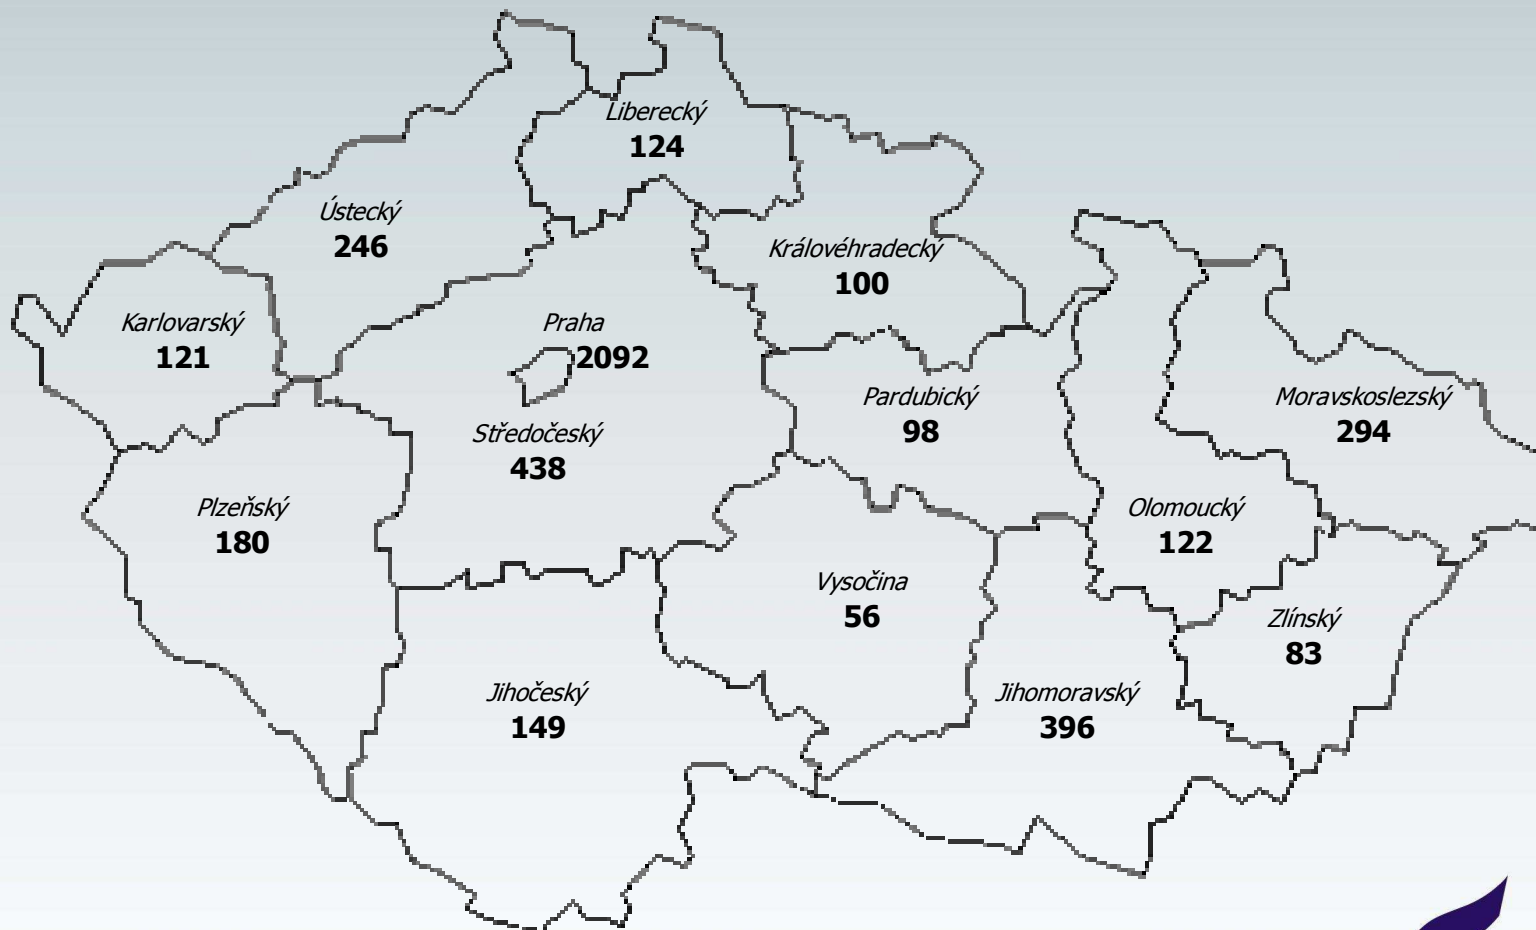 Liberecký
124
Ústecký
246
Královéhradecký
100
Karlovarský
121
Praha
2092
Pardubický
98
Moravskoslezský
294
Středočeský
438
Plzeňský
180
Olomoucký
122
Vysočina
56
Zlínský
83
Jihočeský
149
Jihomoravský
396